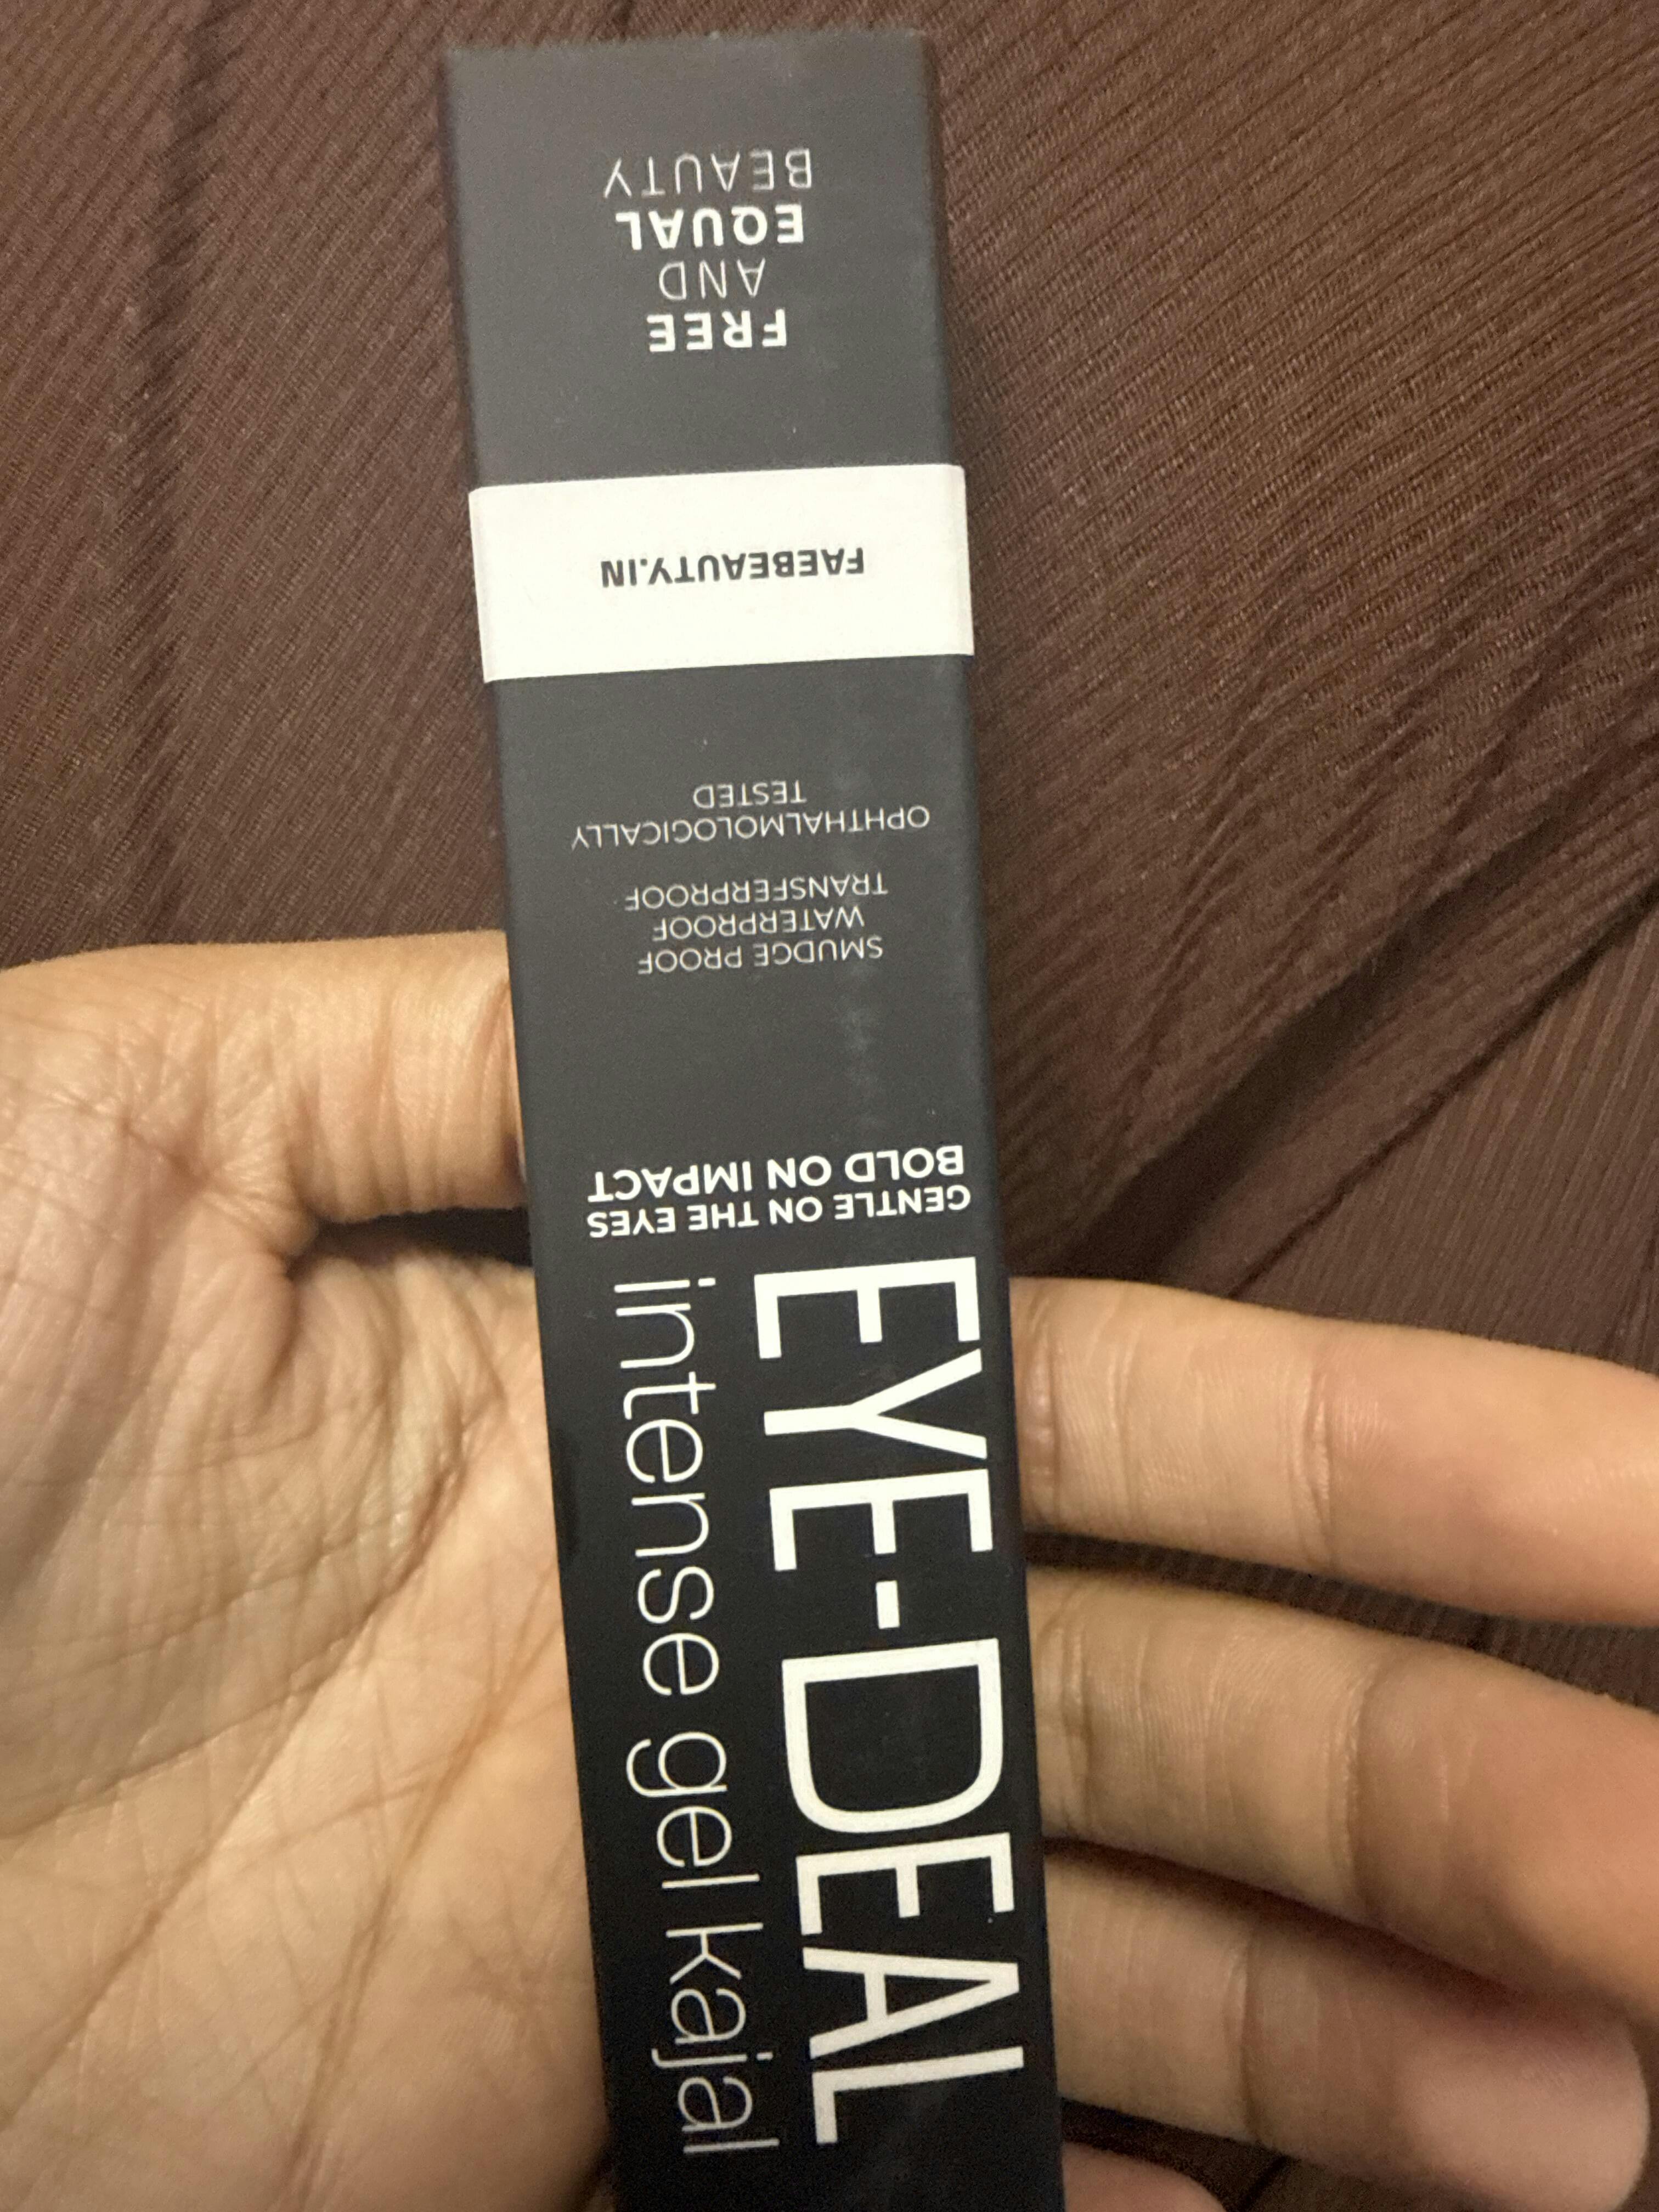 EYE-DEAL
intense gel kajal
GENTLE ON THE EYES
BOLD ON IMPACT
SMUDGE PROOF
WATERPROOF
TRANSFERPROOF
OPHTHALMOLOGICALLY
TESTED
FAEBEAUTY.IN
FREE
AND
EQUAL
BEAUTY